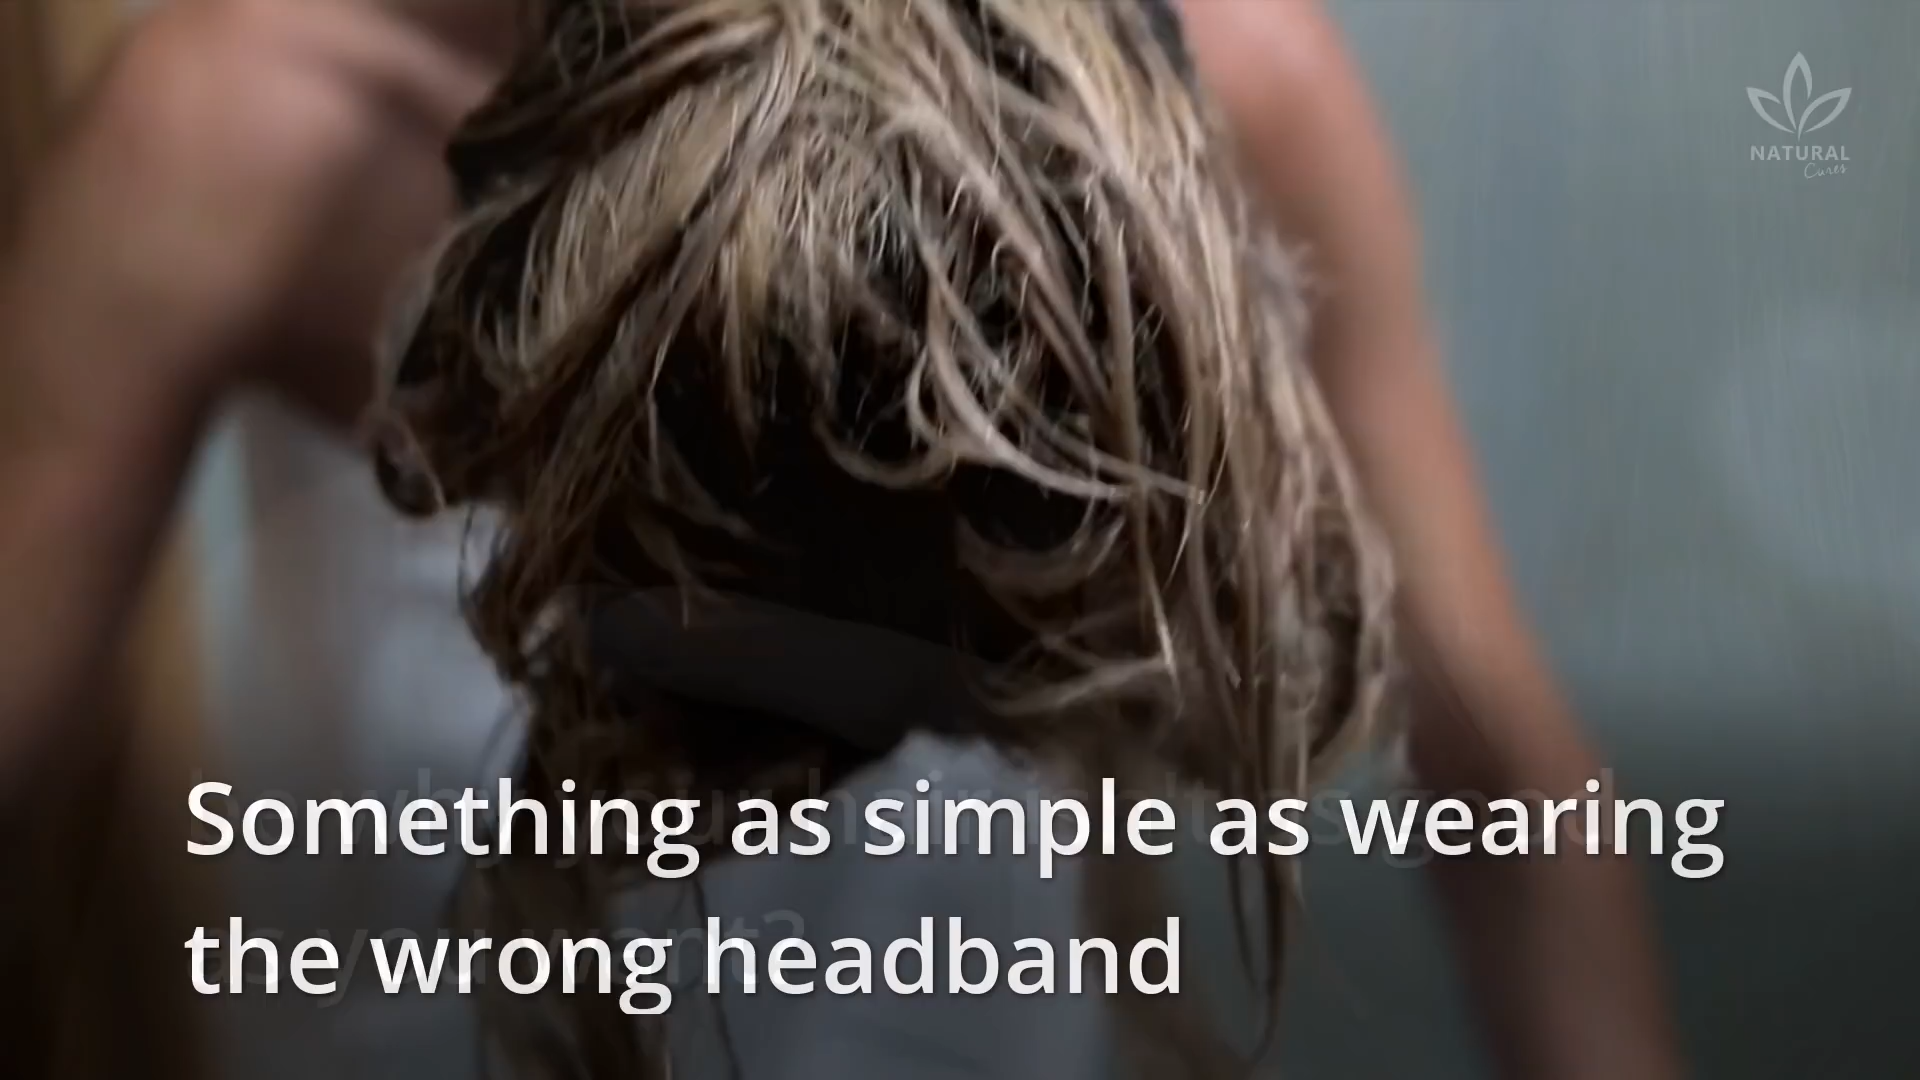 NATURAL
Cures
Something as simple as wearing
the wrong headband